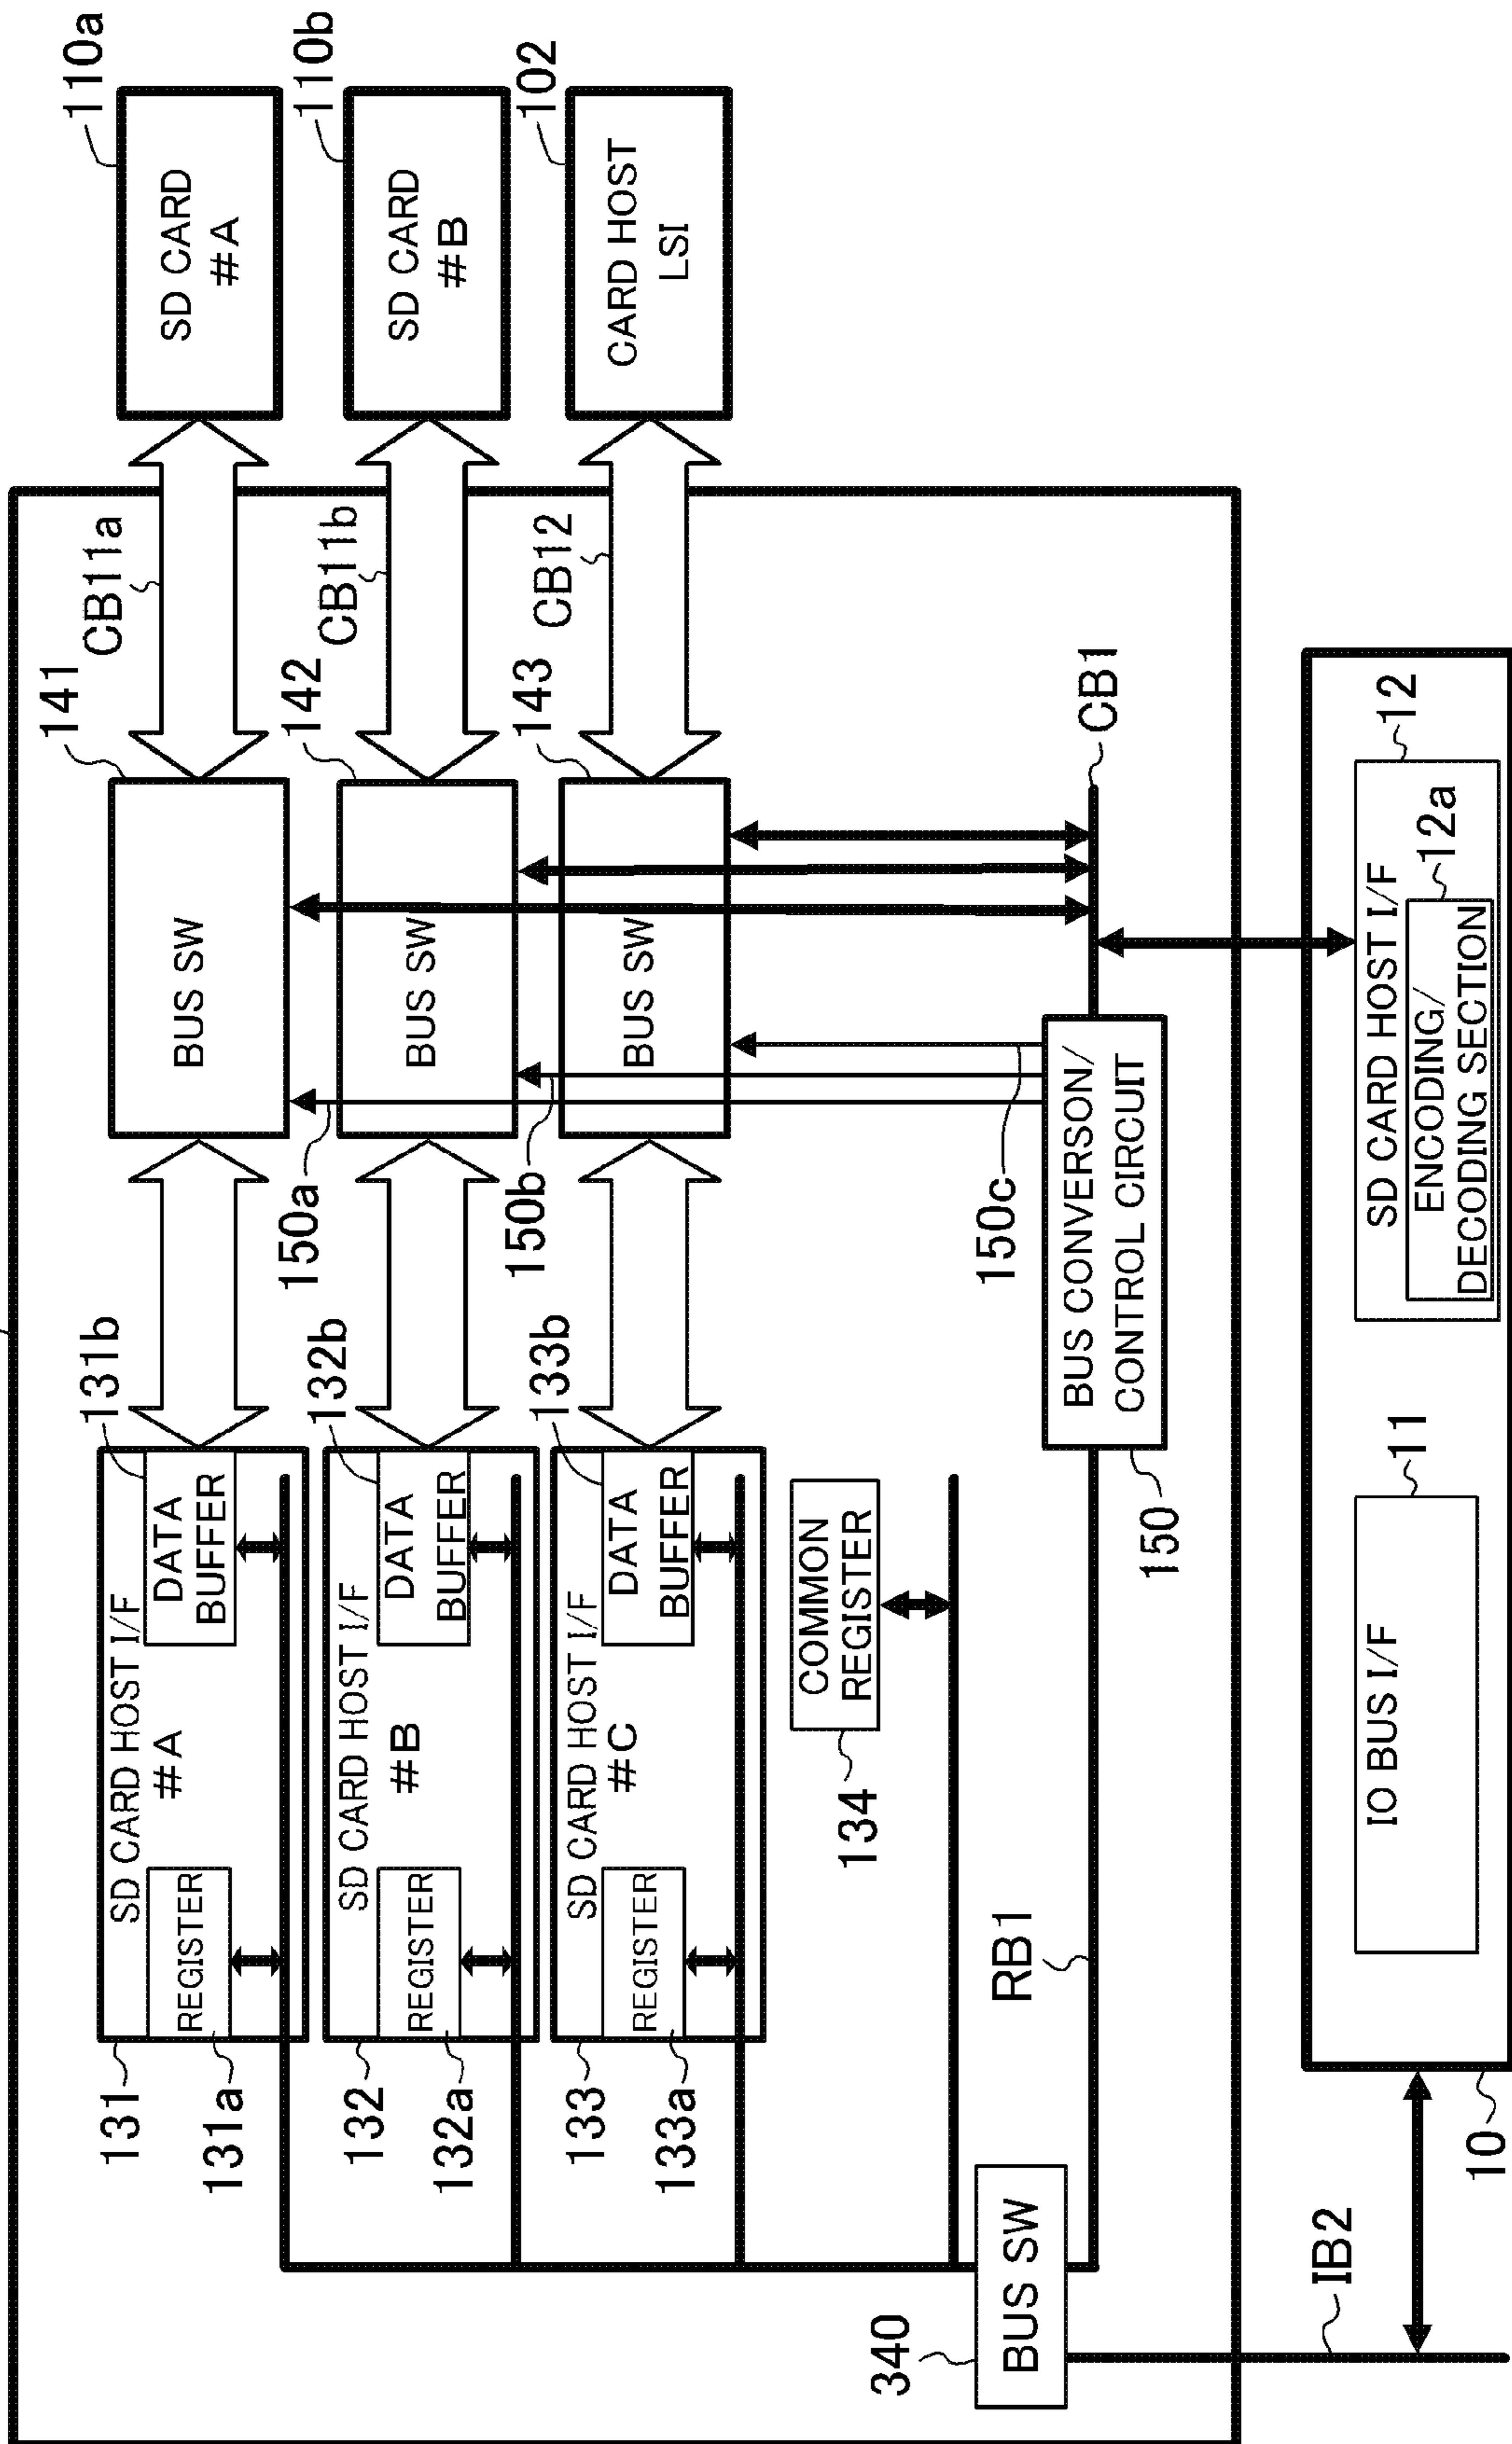 110a
SD CARD
#A
110b
SD CARD
#B
102
CARD HOST
LSI
CB11a
CB11b
CB12
141
BUS SW
142
BUS SW
143
BUS SW
CB1
150a
150b
150c
131b
SD CARD HOST I/F
#A
DATA
BUFFER
REGISTER
131
131a
132b
SD CARD HOST I/F
#B
DATA
BUFFER
REGISTER
132
132a
133b
SD CARD HOST I/F
#C
DATA
BUFFER
REGISTER
133
133a
COMMON
REGISTER
134
BUS CONVERSON/
CONTROL CIRCUIT
150
RB1
340
BUS SW
IB2
12
SD CARD HOST I/F
12a
ENCODING/
DECODING SECTION
11
IO BUS I/F
10